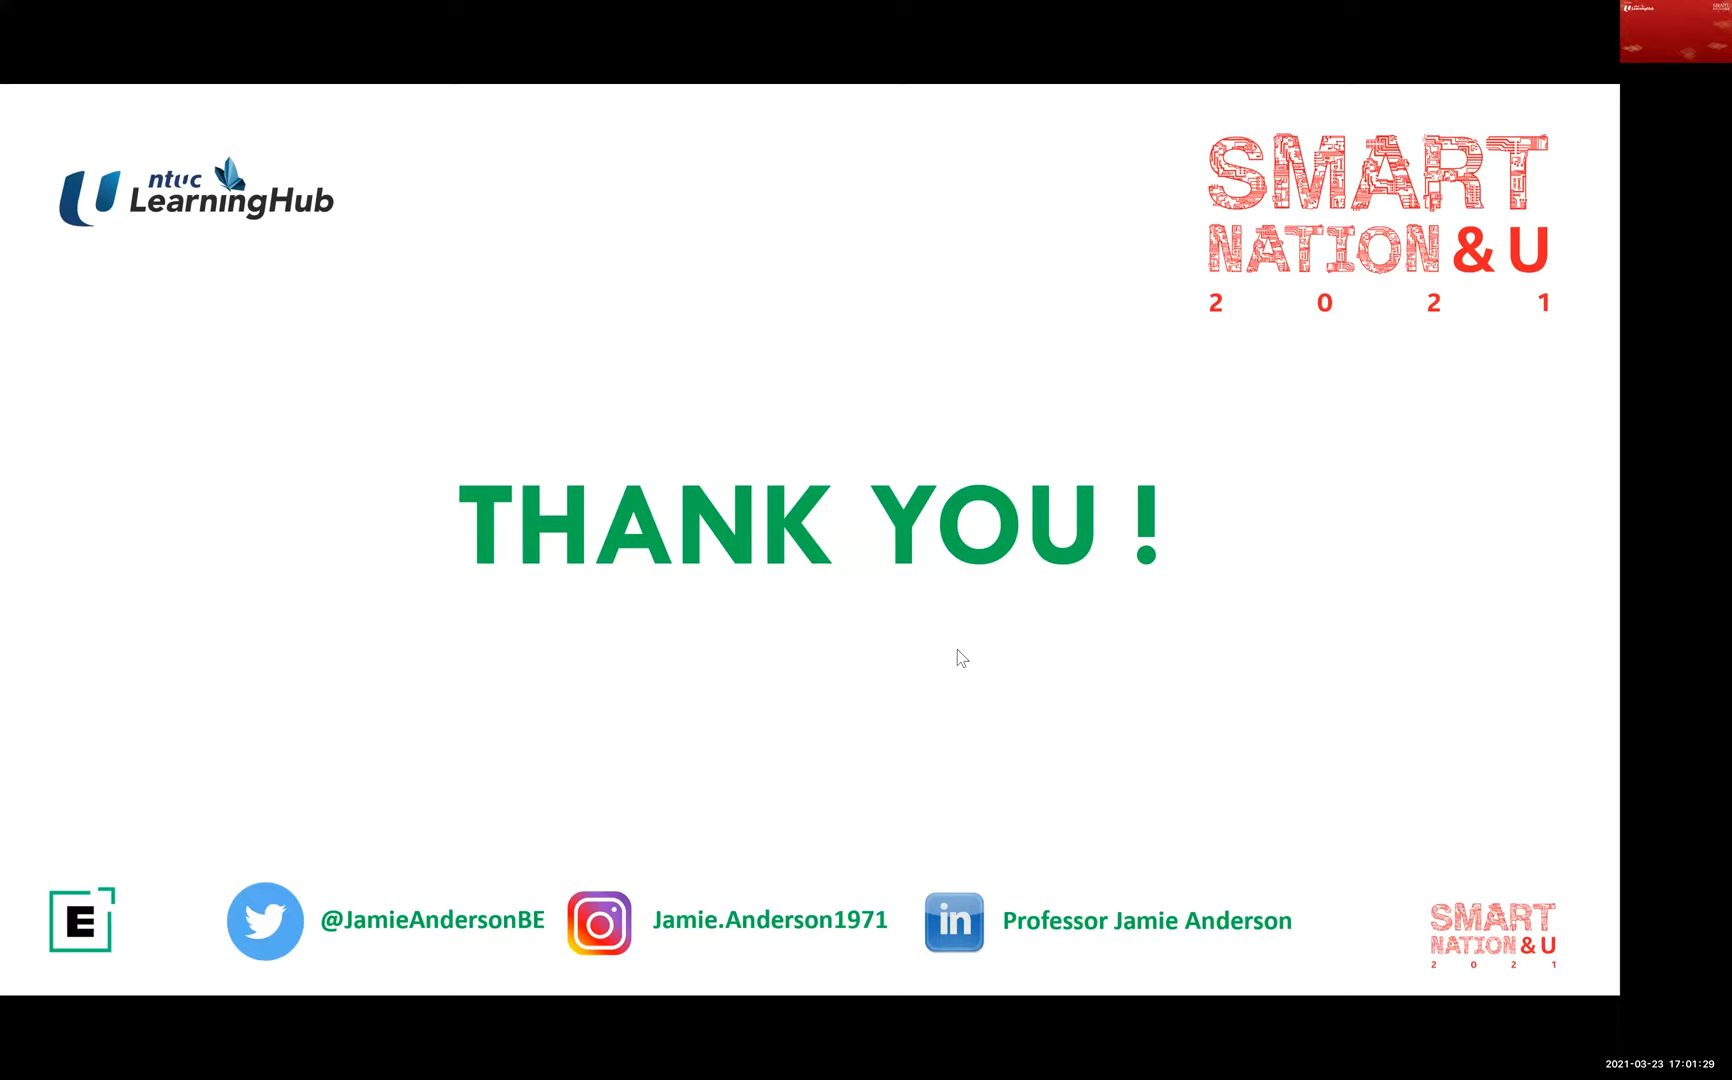 ntuc
LearningHub
SMART
NATION & U
2 0 2 1
THANK YOU !
E
@JamieAndersonBE
Jamie.Anderson1971
in
Professor Jamie Anderson
SMART
NATION & U
2 0 2 1
2021-03-23 17:01:29